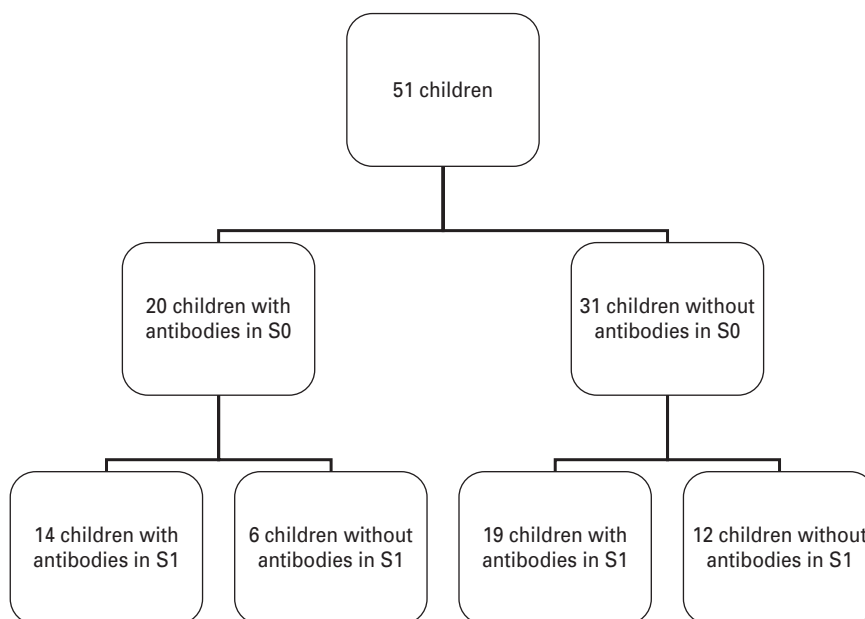 51 children
20 children with
antibodies in S0
31 children without
antibodies in S0
14 children with
antibodies in S1
6 children without
antibodies in S1
19 children with
antibodies in S1
12 children without
antibodies in S1